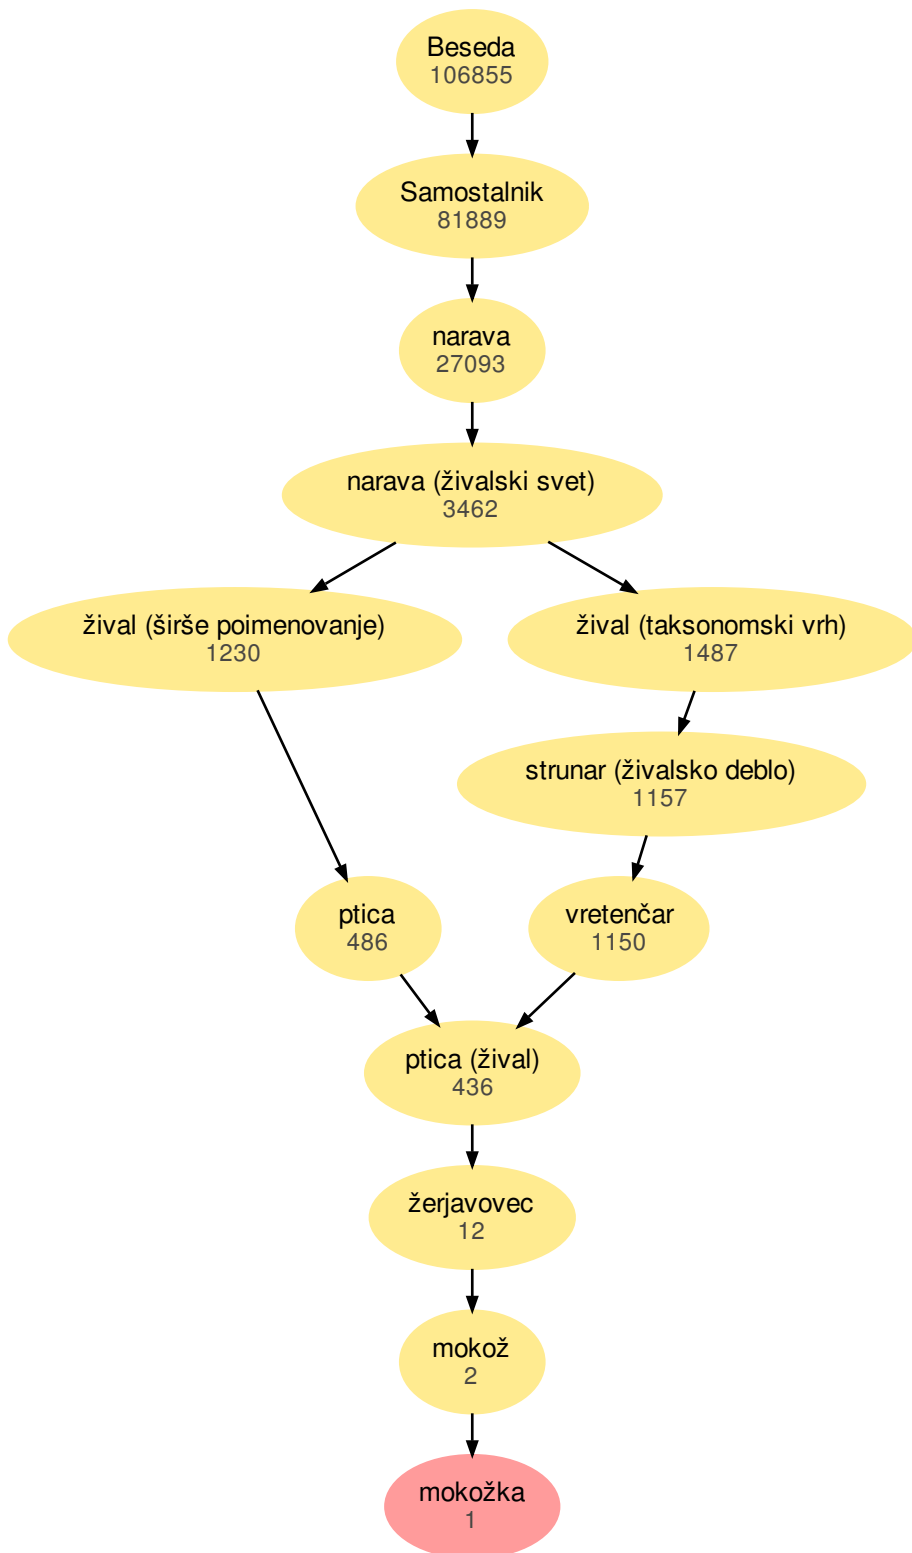 Beseda
106855
Samostalnik
81889
narava
27093
narava (živalski svet)
3462
žival (širše poimenovanje)
1230
žival (taksonomski vrh)
1487
strunar (živalsko deblo)
1157
ptica
486
vretenčar
1150
ptica (žival)
436
žerjavovec
12
mokož
2
mokožka
1